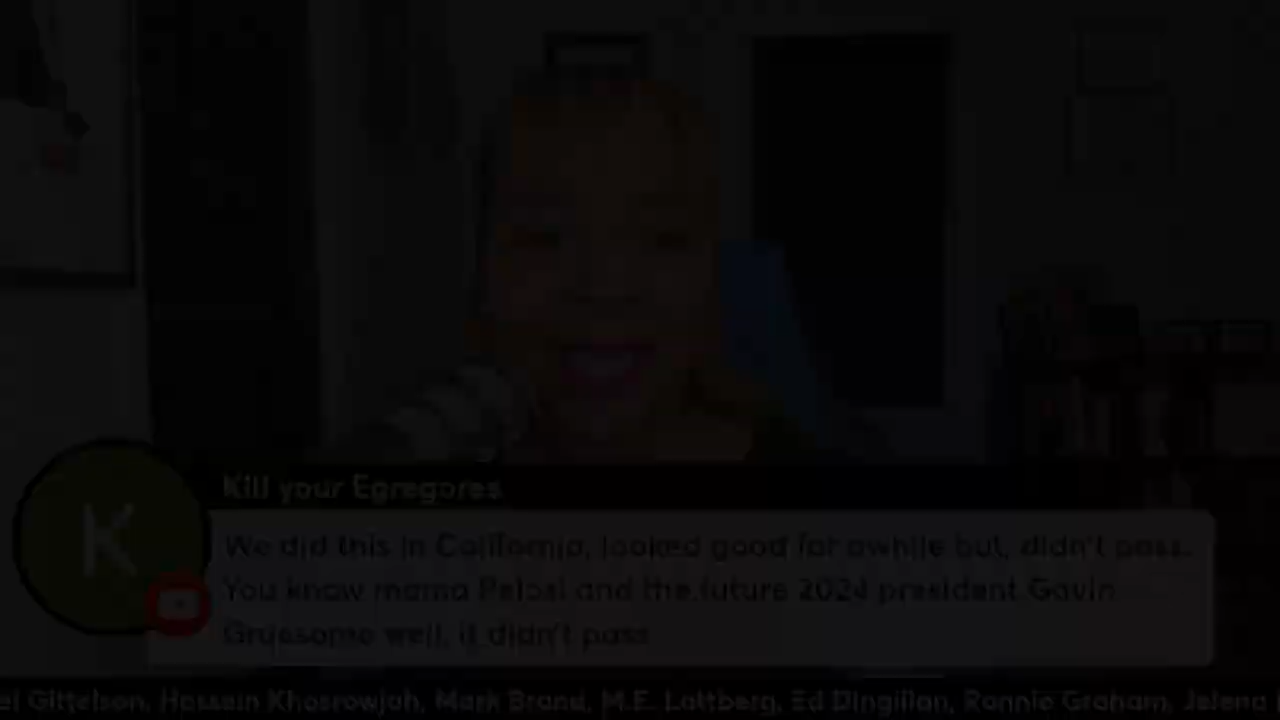 K
Kill your Egregores
We did this in California, looked good for awhile but, didn't pass.
You know mama Pelosi and the future 2024 president Gavin
Gruesome well, it didn't pass
el Gittelson, Hossein Khosrowjah, Mark Brand, M.E. Lattberg, Ed Dingilian, Ronnie Graham, Jelena